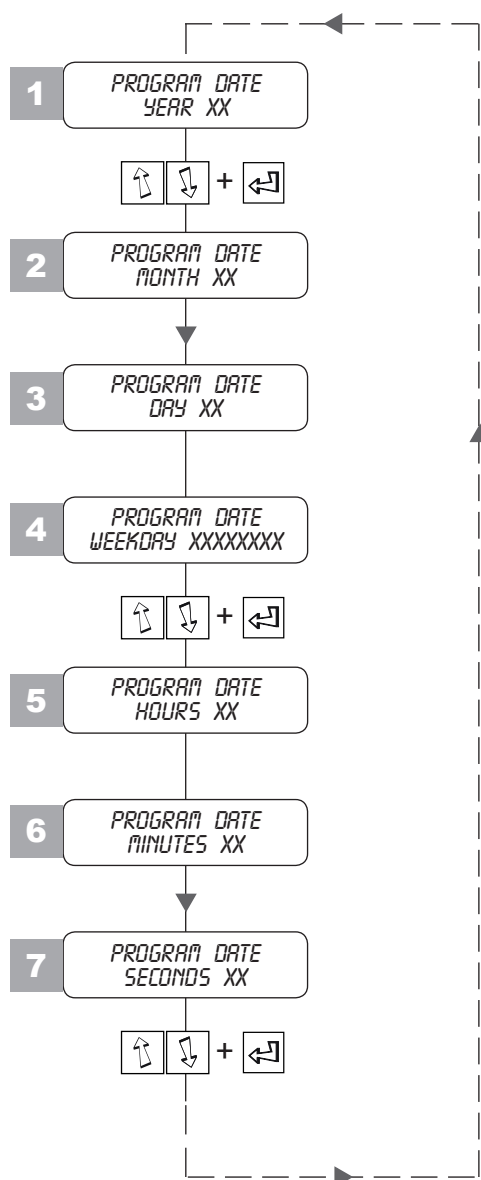 1
PROGRAM DATE
YEAR XX
+
2
PROGRAM DATE
MONTH XX
3
PROGRAM DATE
DAY XX
4
PROGRAM DATE
WEEKDAY XXXXXXXX
+
5
PROGRAM DATE
HOURS XX
6
PROGRAM DATE
MINUTES XX
7
PROGRAM DATE
SECONDS XX
+